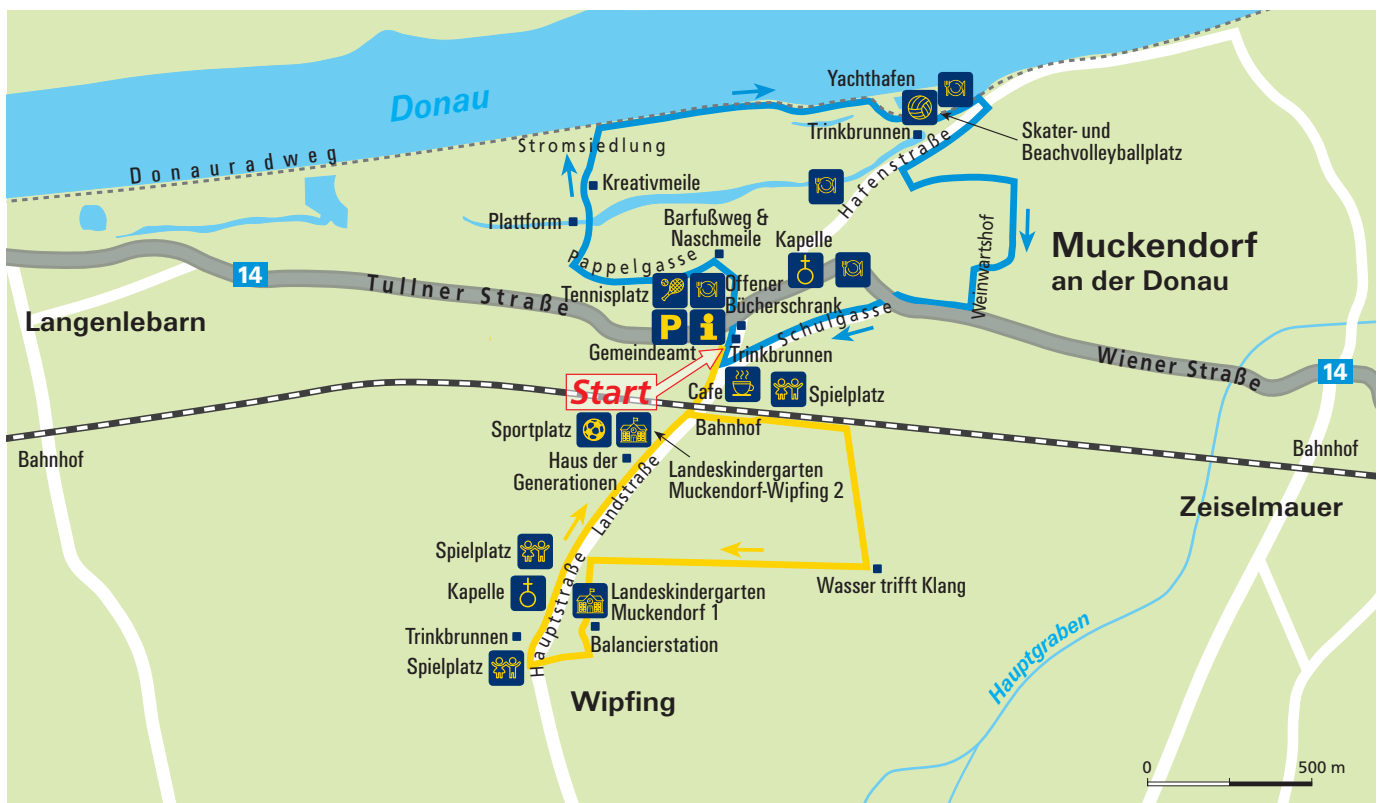 Yachthafen
Donau
Trinkbrunnen
Skater- und
Beachvolleyballplatz
Stromsiedlung
Donauradweg
Kreativmeile
Hafenstraße
Plattform
Barfußweg &
Naschmeile
Kapelle
Muckendorf
an der Donau
Weinwartshof
Pappelgasse
14
Tullner Straße
Tennisplatz
Offener
Bücherschrank
Langenlebarn
P
i
Schulgasse
Gemeindeamt
Trinkbrunnen
Wiener Straße
14
Start
Cafe
Spielplatz
Sportplatz
Bahnhof
Bahnhof
Bahnhof
Haus der
Generationen
Landstraße
Landeskindergarten
Muckendorf-Wipfing 2
Zeiselmauer
Spielplatz
Wasser trifft Klang
Kapelle
Hauptstraße
Landeskindergarten
Muckendorf 1
Trinkbrunnen
Balancierstation
Spielplatz
Hauptgraben
Wipfing
0
500 m